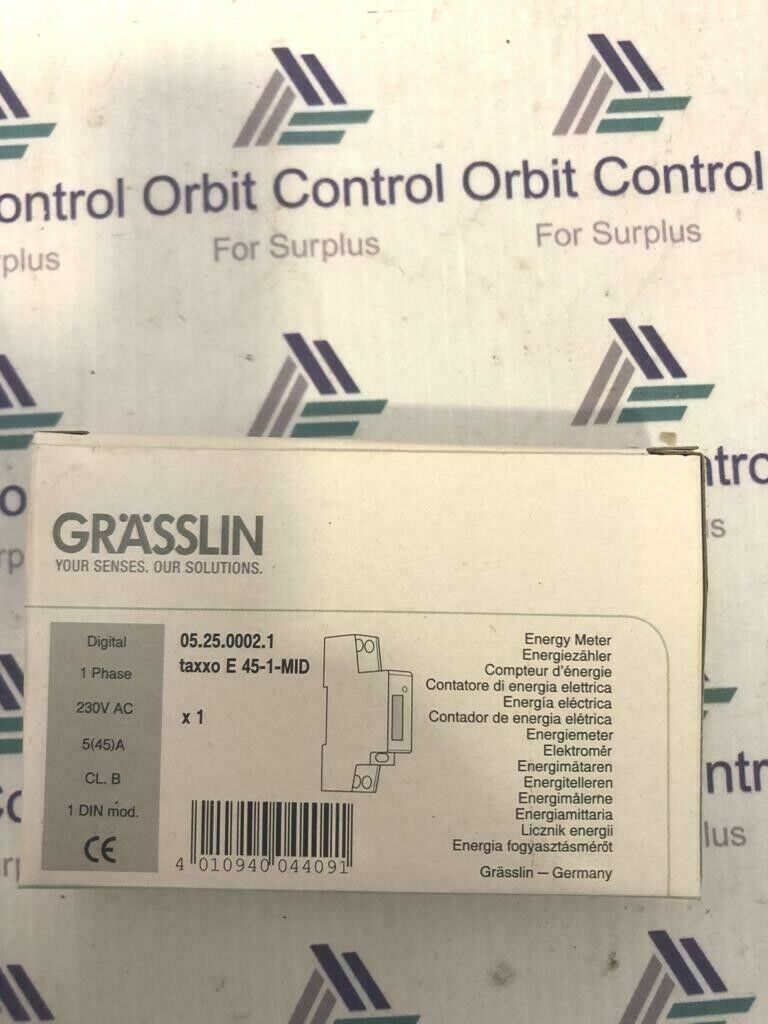 ontrol Orbit Control Orbit Control
plus For Surplus For Surplus
GRÄSSLIN
YOUR SENSES. OUR SOLUTIONS.
Digital
1 Phase
230V AC
5(45)A
CL. B
1 DIN mod.
CE
05.25.0002.1
taxxo E 45-1-MID
x 1
4 010940 044091
Energy Meter
Energiezähler
Compteur d'énergie
Contatore di energia elettrica
Energía eléctrica
Contador de energia elétrica
Energiemeter
Elektroměr
Energimätaren
Energitelleren
Energimålerne
Energiamittaria
Licznik energii
Energia fogyasztásmérőt
Grässlin — Germany